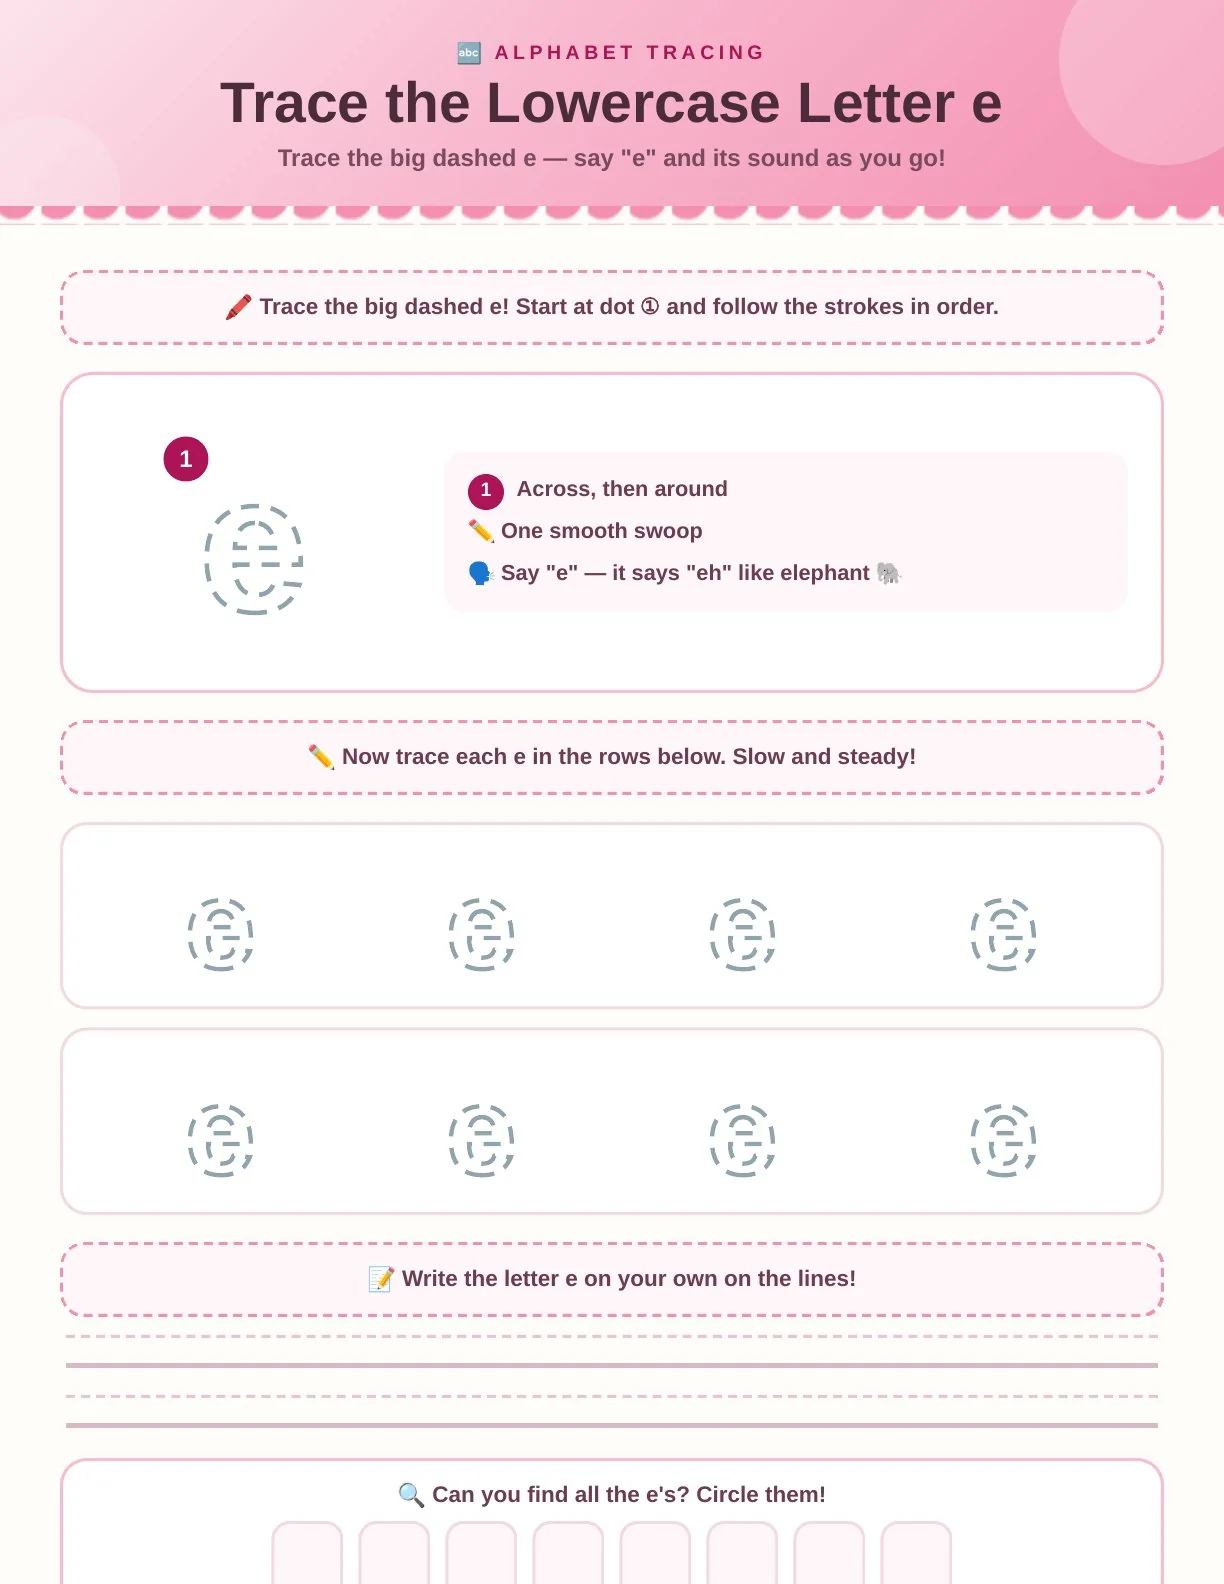 🔤 ALPHABET TRACING
Trace the Lowercase Letter e
Trace the big dashed e — say "e" and its sound as you go!
🖍️ Trace the big dashed e! Start at dot ① and follow the strokes in order.
1
e
1 Across, then around
✏️ One smooth swoop
🗣️ Say "e" — it says "eh" like elephant 🐘
✏️ Now trace each e in the rows below. Slow and steady!
e e e e
e e e e
📝 Write the letter e on your own on the lines!
🔍 Can you find all the e's? Circle them!